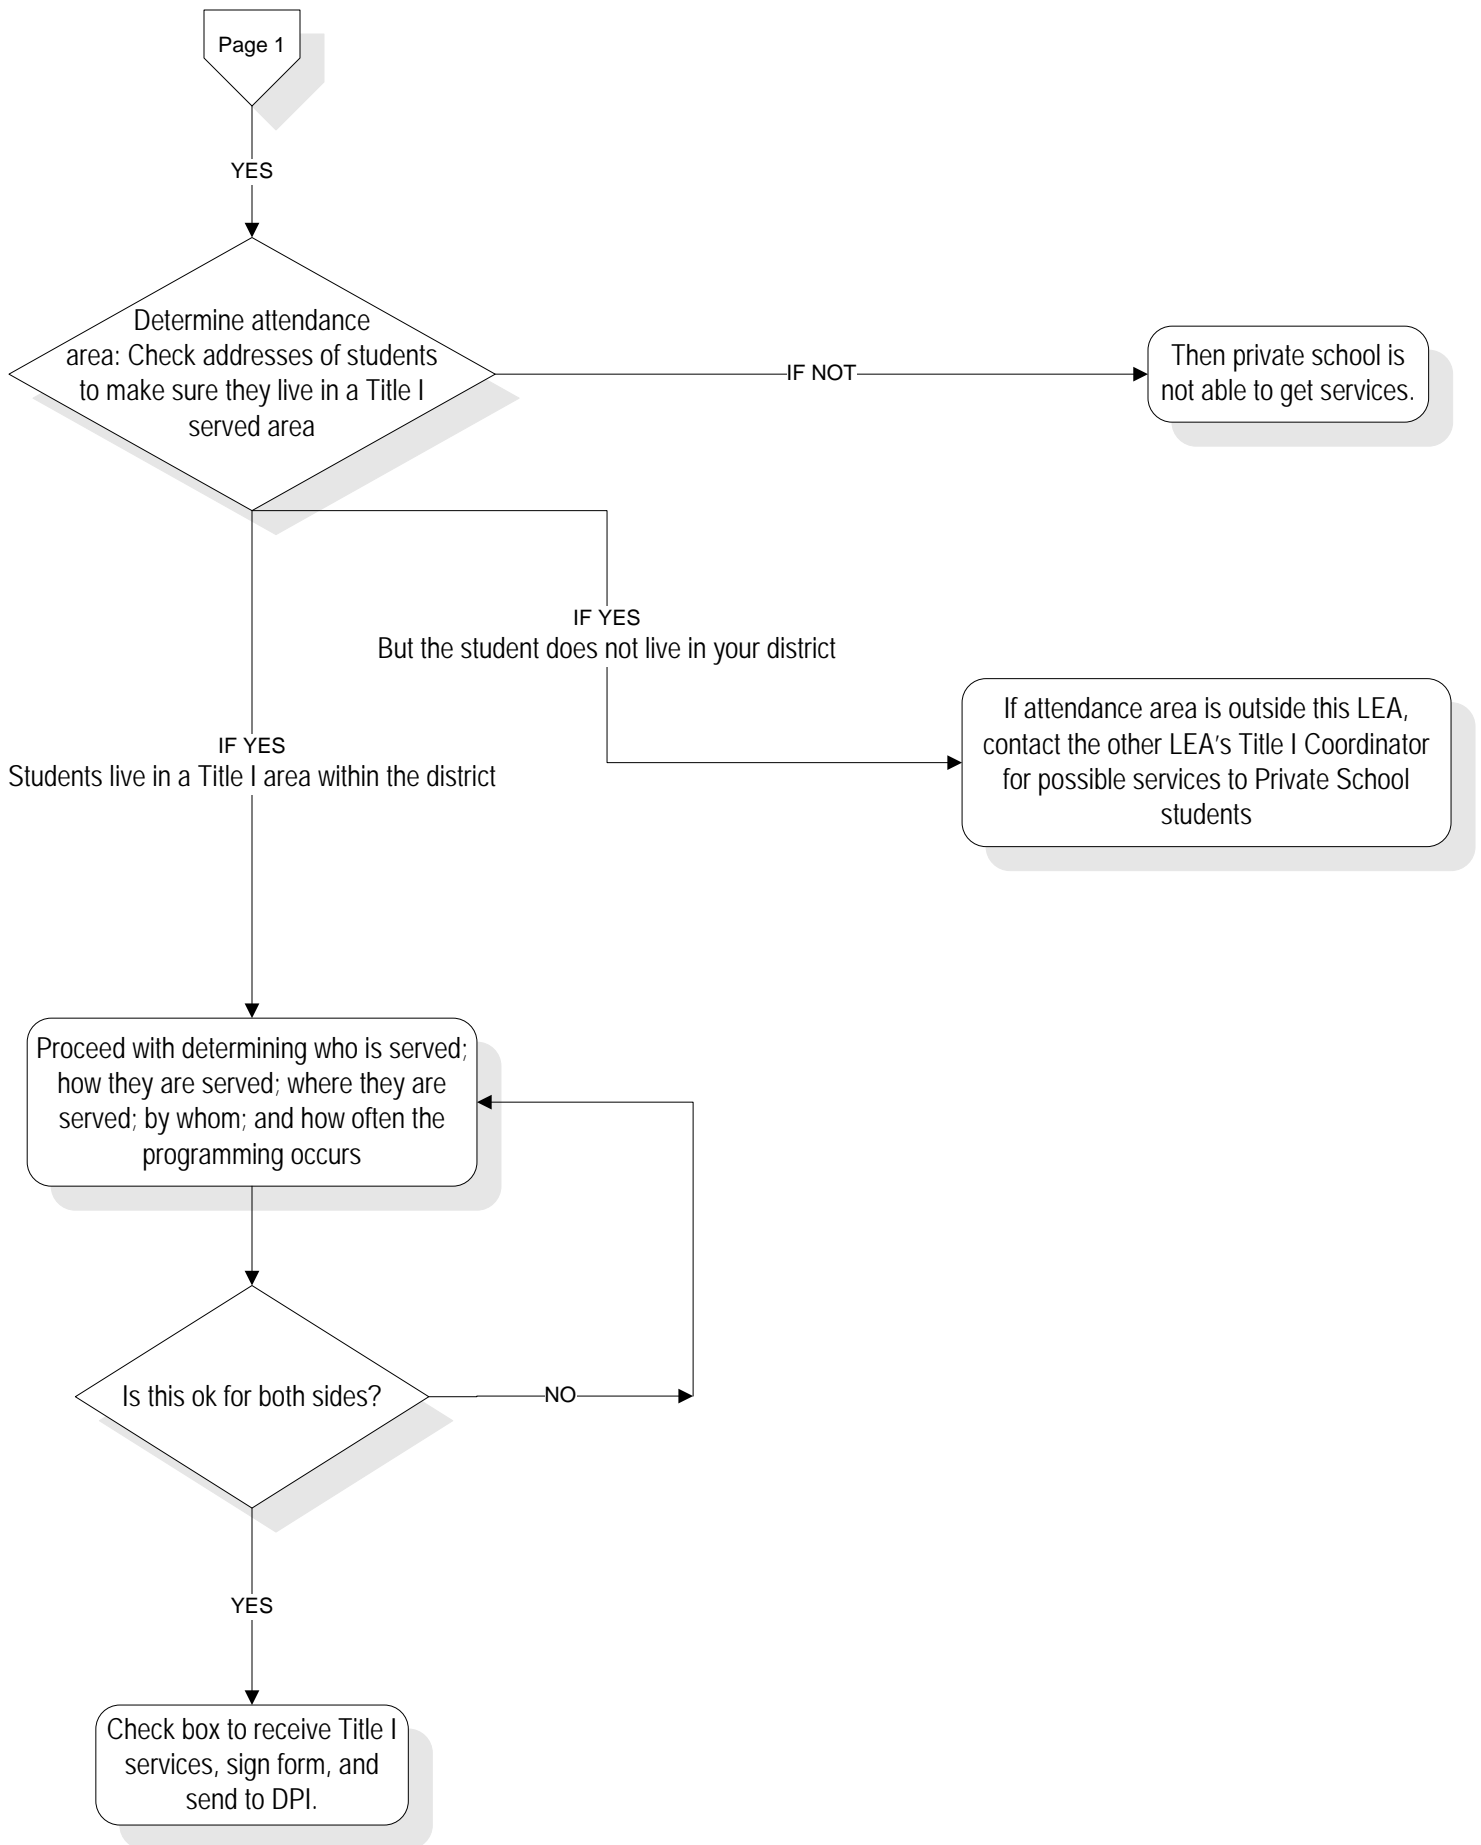 Page 1
YES
Determine attendance
area: Check addresses of students
to make sure they live in a Title I
served area
IF NOT
Then private school is
not able to get services.
IF YES
But the student does not live in your district
If attendance area is outside this LEA,
contact the other LEA's Title I Coordinator
for possible services to Private School
students
IF YES
Students live in a Title I area within the district
Proceed with determining who is served;
how they are served; where they are
served; by whom; and how often the
programming occurs
Is this ok for both sides?
NO
YES
Check box to receive Title I
services, sign form, and
send to DPI.